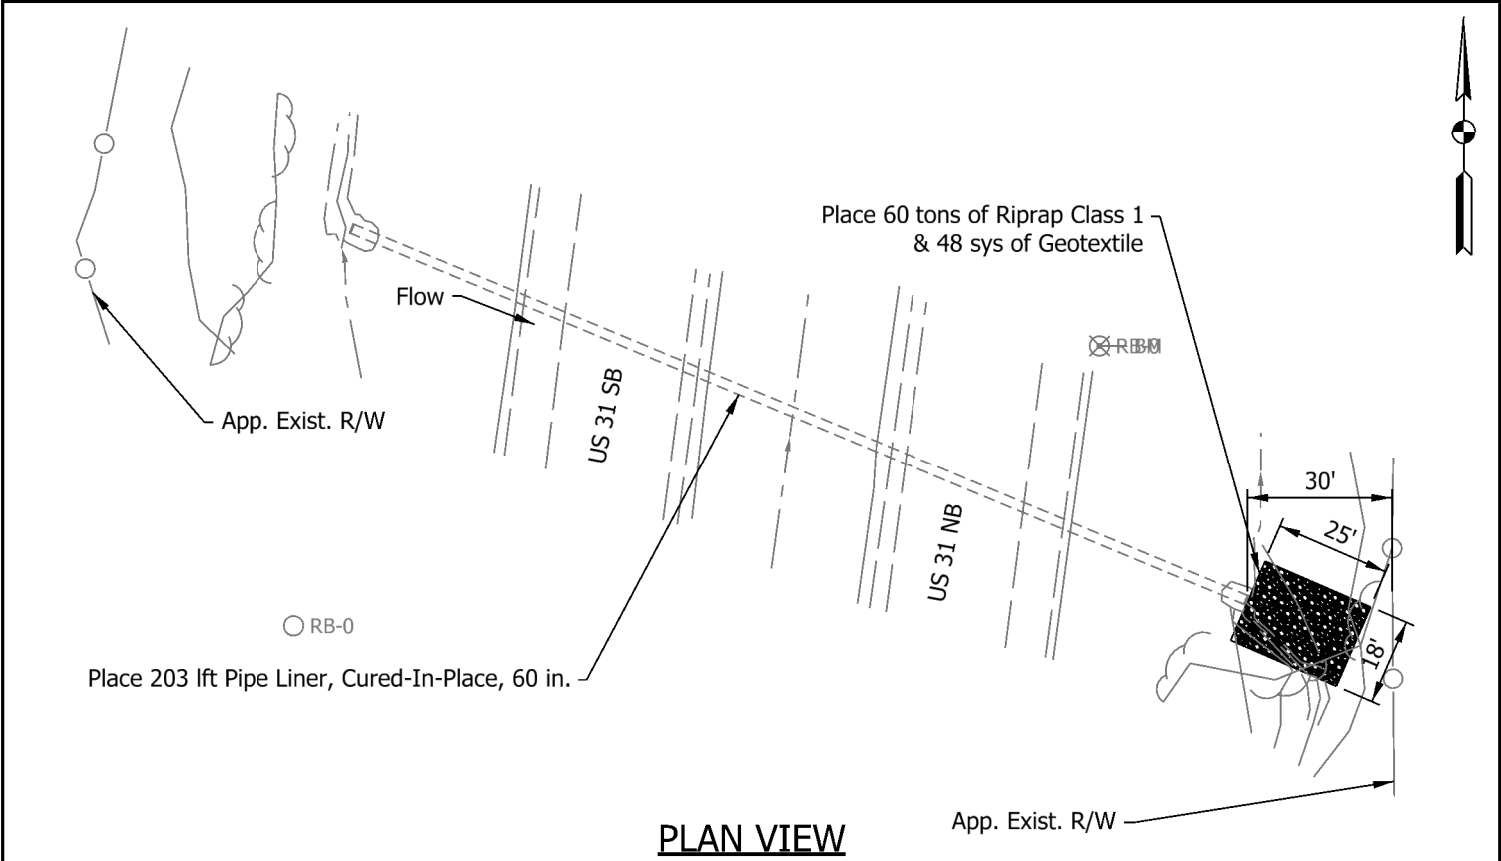 Place 60 tons of Riprap Class 1
& 48 sys of Geotextile
Flow
App. Exist. R/W
US 31 SB
US 31 NB
30'
25'
18'
RB-0
Place 203 lft Pipe Liner, Cured-In-Place, 60 in.
App. Exist. R/W
PLAN VIEW